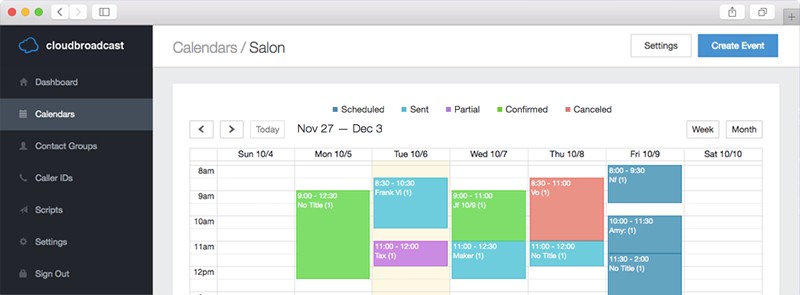 cloudbroadcast
Calendars / Salon
Settings
Create Event
Dashboard
Calendars
Contact Groups
Caller IDs
Scripts
Settings
Sign Out
Scheduled
Sent
Partial
Confirmed
Canceled
Today
Nov 27 — Dec 3
Week
Month
Sun 10/4
Mon 10/5
Tue 10/6
Wed 10/7
Thu 10/8
Fri 10/9
Sat 10/10
8am
9am
10am
11am
12pm
9:00 - 12:30
No Title (1)
8:30 - 10:30
Frank Vi (1)
11:00 - 12:00
Tax (1)
9:00 - 11:00
Jf 10/9 (1)
11:00 - 12:30
Maker (1)
8:30 - 11:00
Vo (1)
11:00 - 12:00
No Title (1)
8:00 - 9:30
Nf (1)
10:00 - 11:30
Amy: (1)
11:30 - 2:00
No Title (1)